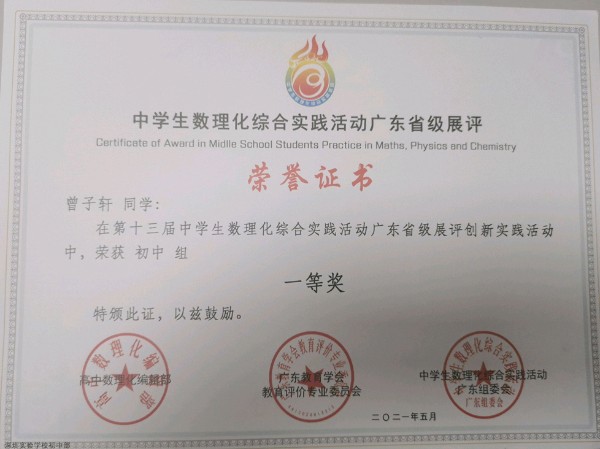 中学生数理化综合实践活动广东省级展评
Certificate of Award in Midlle School Students Practice in Maths, Physics and Chemistry
荣誉证书
曾子轩 同学:
在第十三届中学生数理化综合实践活动广东省级展评创新实践活动
中,荣获 初中 组
一等奖
特颁此证,以兹鼓励。
高中数理化编辑部
广东教育学会
教育评价专业委员会
中学生数理化综合实践活动
广东组委会
广东组委会
二〇二一年五月